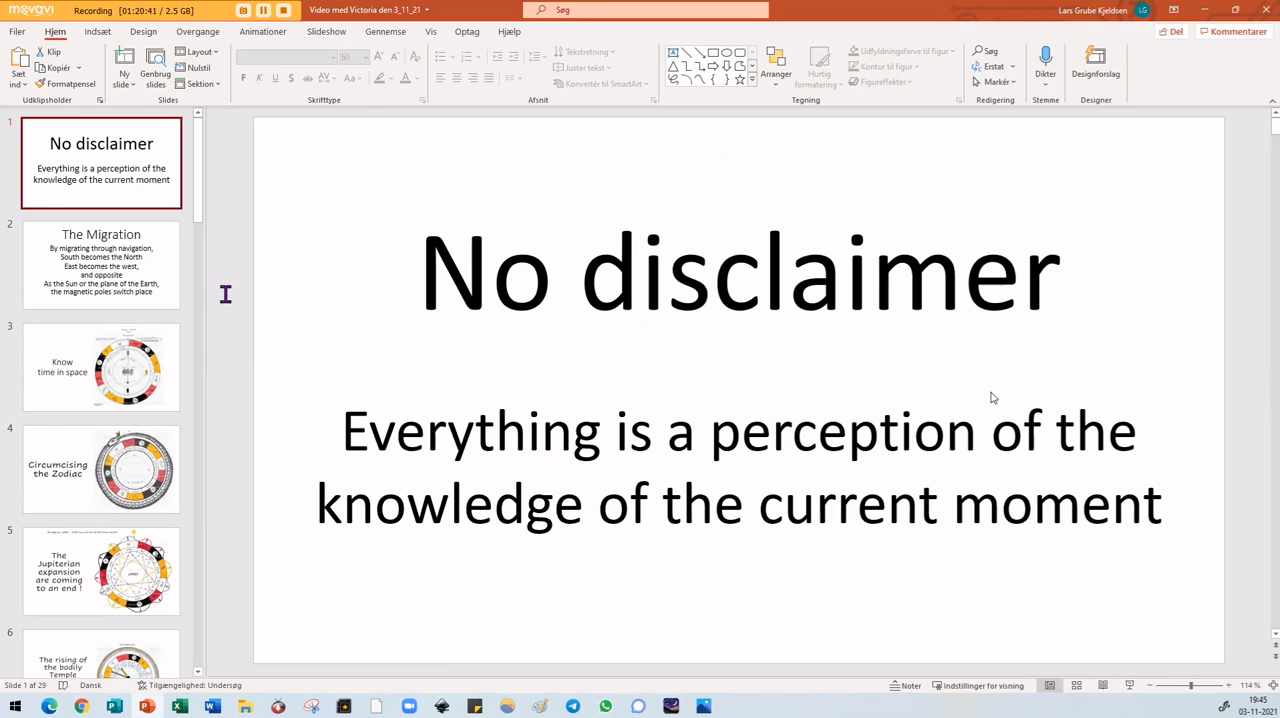 movavi
Recording [01:20:41 / 2.5 GB]
Video med Victoria den 3_11_21
Søg
Lars Grube Kjeldsen
LG
Filer
Hjem
Indsæt
Design
Overgange
Animationer
Slideshow
Gennemse
Vis
Optag
Hjælp
Del
Kommentarer
Sæt ind
Klip
Kopiér
Formatpensel
Udklipsholder
Ny slide
Genbrug slides
Layout
Nulstil
Sektion
Slides
60
F K U S
Aa
Skrifttype
Tekstretning
Juster tekst
Konvertér til SmartArt
Afsnit
Arranger
Hurtig formatering
Udfyldningsfarve til figur
Kontur til figur
Figureffekter
Tegning
Søg
Erstat
Markér
Redigering
Dikter
Stemme
Designforslag
Designer
1
No disclaimer
Everything is a perception of the
knowledge of the current moment
2
The Migration
By migrating through navigation,
South becomes the North
East becomes the west,
and opposite
As the Sun or the plane of the Earth,
the magnetic poles switch place
3
Know
time in space
4
Circumcising
the Zodiac
5
The
Jupiterian
expansion
are coming
to an end !
6
The rising of
the bodily
Temple
No disclaimer
Everything is a perception of the
knowledge of the current moment
Slide 1 af 29
Dansk
Tilgængelighed: Undersøg
Noter
Indstillinger for visning
114 %
19:45
03-11-2021